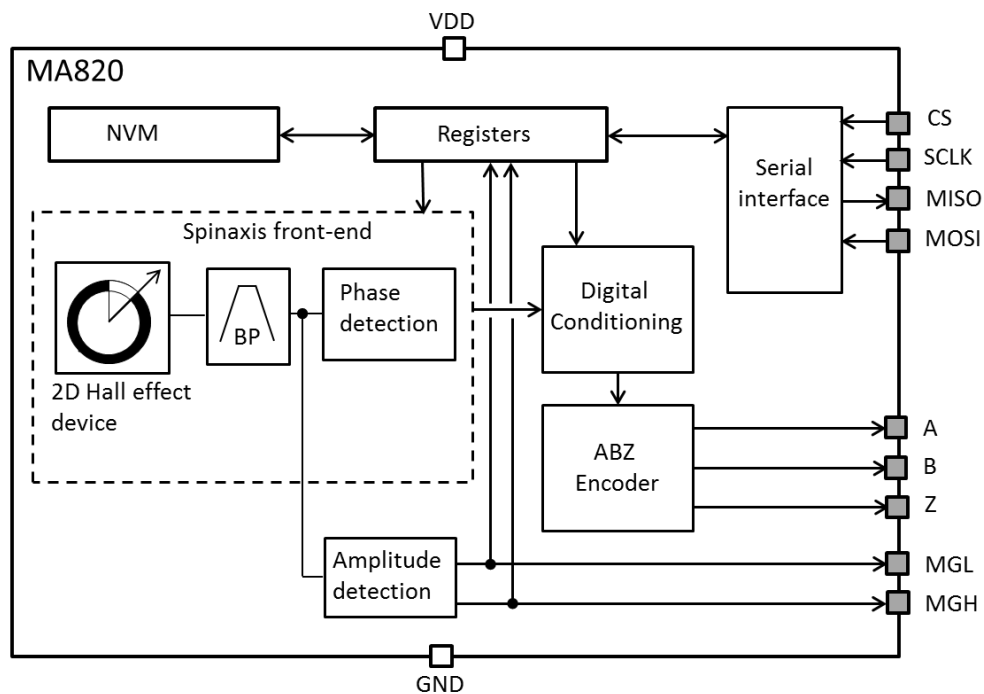 VDD
MA820
NVM
Registers
Serial
interface
CS
SCLK
MISO
MOSI
Spinaxis front-end
BP
Phase
detection
2D Hall effect
device
Digital
Conditioning
ABZ
Encoder
A
B
Z
Amplitude
detection
MGL
MGH
GND